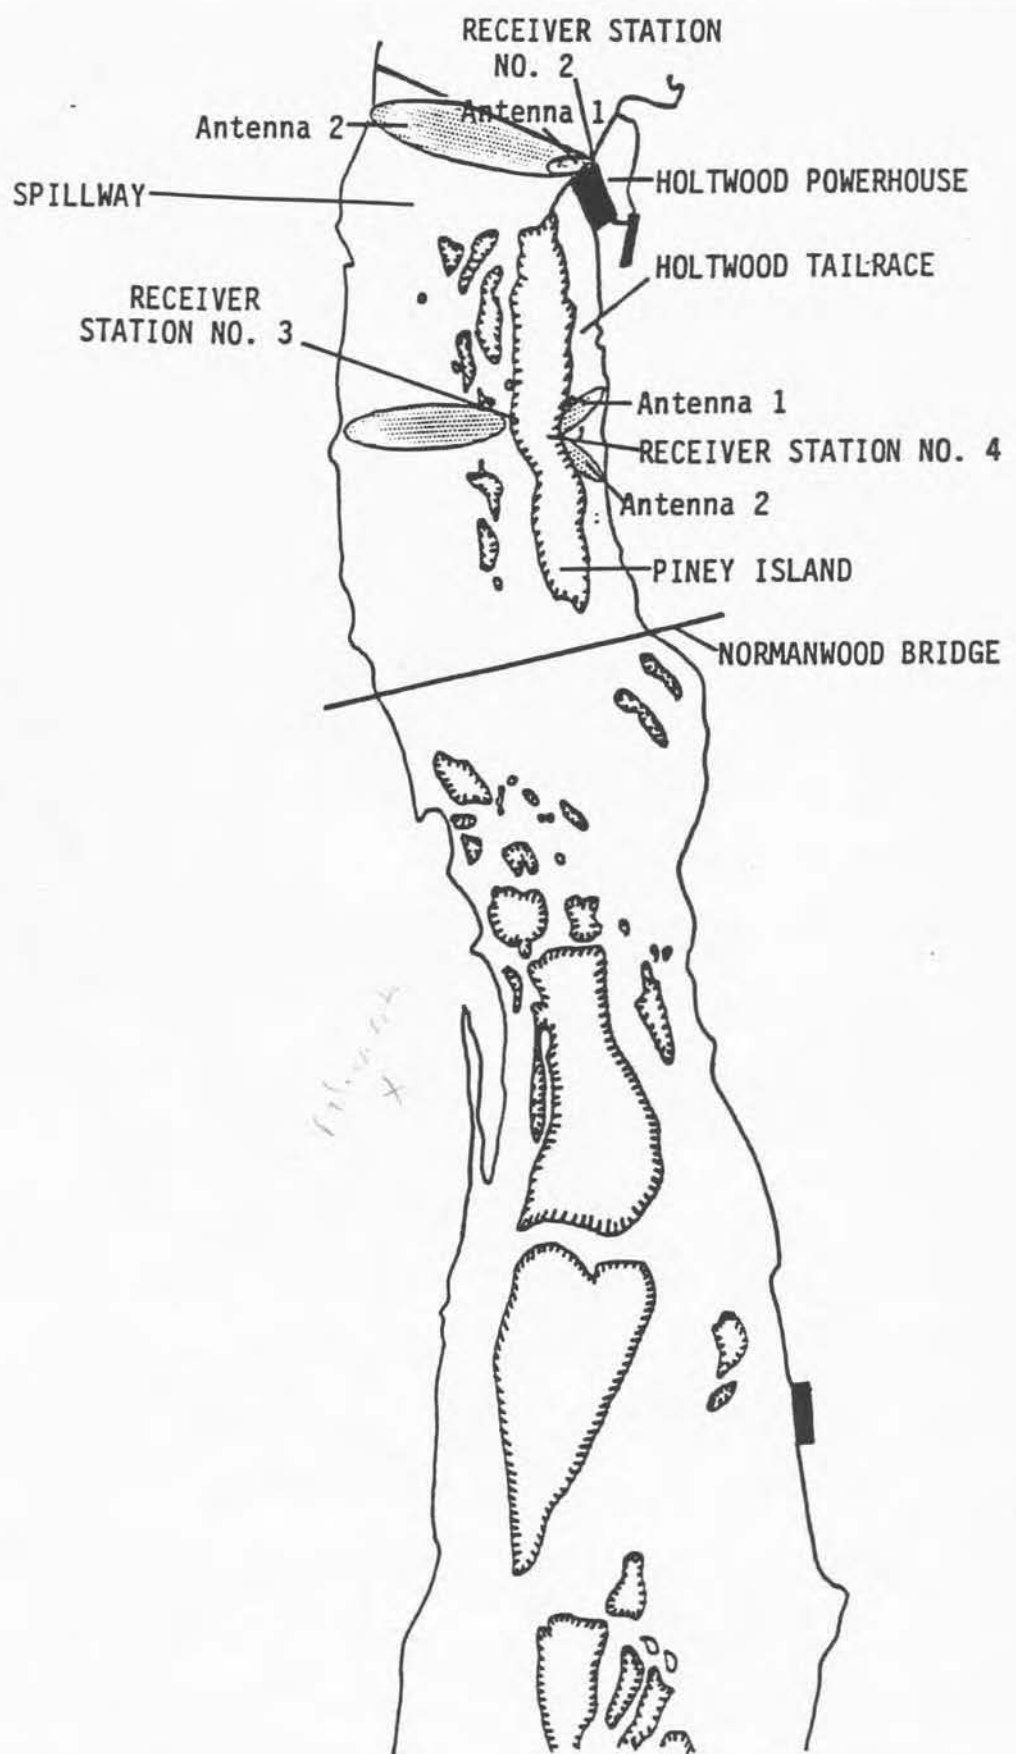 RECEIVER STATION
NO. 2
Antenna 1
Antenna 2
HOLTWOOD POWERHOUSE
SPILLWAY
HOLTWOOD TAILRACE
RECEIVER
STATION NO. 3
Antenna 1
RECEIVER STATION NO. 4
Antenna 2
PINEY ISLAND
NORMANWOOD BRIDGE